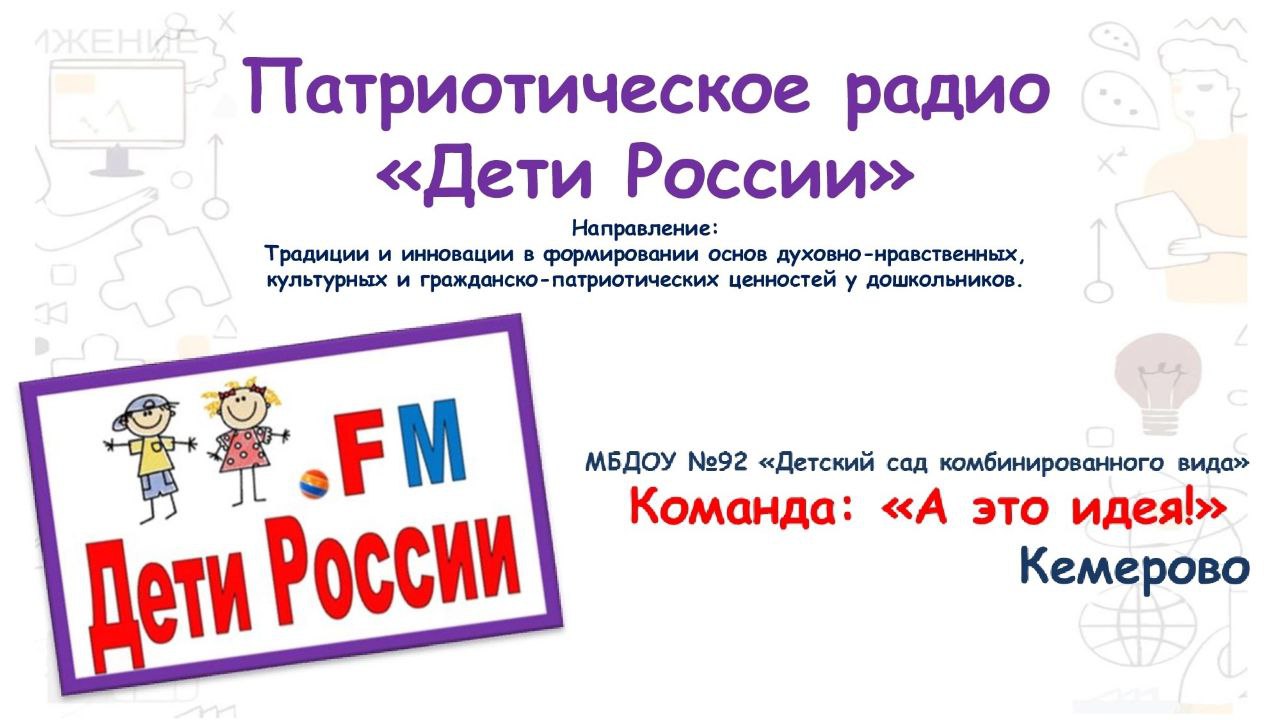 ИЖЕНИЕ
Патриотическое радио
«Дети России»
Направление:
Традиции и инновации в формировании основ духовно-нравственных,
культурных и гражданско-патриотических ценностей у дошкольников.
.FM
Дети России
МБДОУ №92 «Детский сад комбинированного вида»
Команда: «А это идея!»
Кемерово